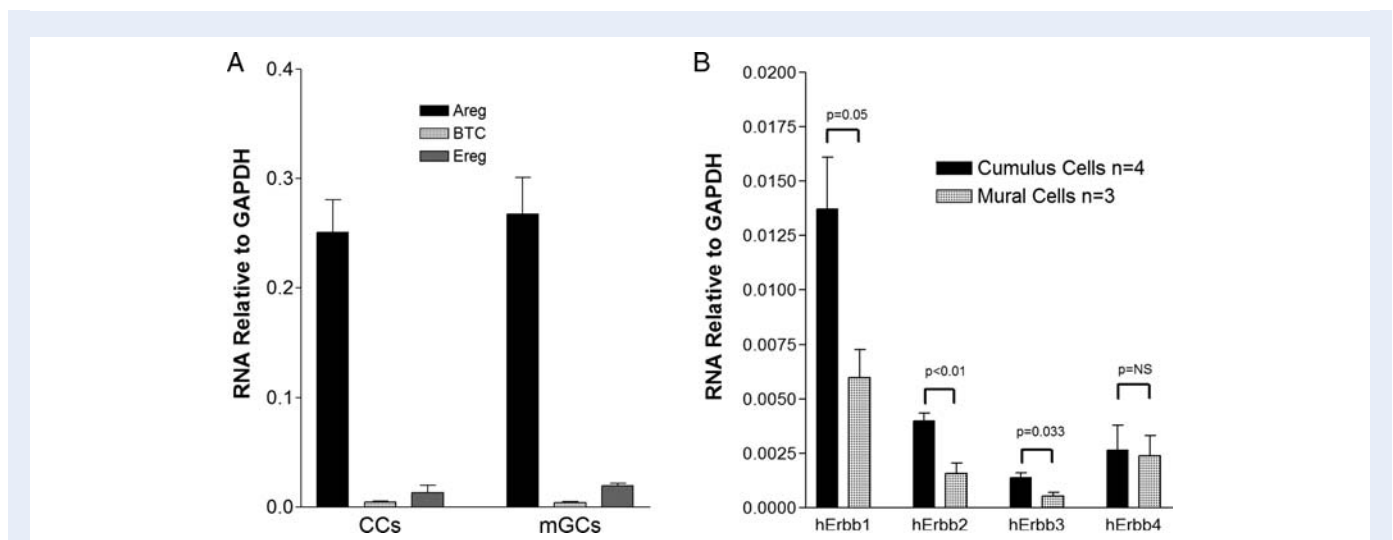 A
RNA Relative to GAPDH
0.4
0.3
0.2
0.1
0.0
Areg
BTC
Ereg
CCs
mGCs
B
RNA Relative to GAPDH
0.0200
0.0175
0.0150
0.0125
0.0100
0.0075
0.0050
0.0025
0.0000
p=0.05
p<0.01
p=0.033
p=NS
Cumulus Cells n=4
Mural Cells n=3
hErbb1
hErbb2
hErbb3
hErbb4